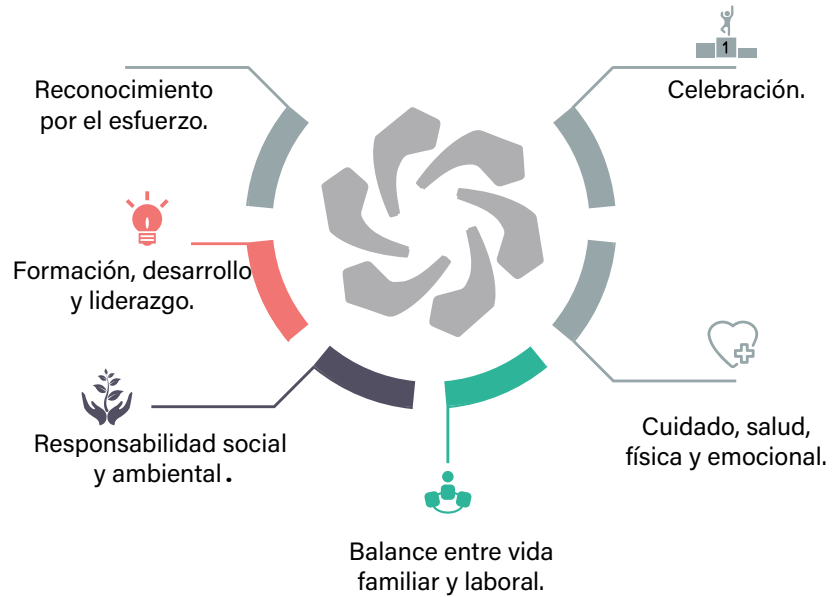 Reconocimiento
por el esfuerzo.
1
Celebración.
Formación, desarrollo
y liderazgo.
Cuidado, salud,
física y emocional.
Responsabilidad social
y ambiental.
Balance entre vida
familiar y laboral.